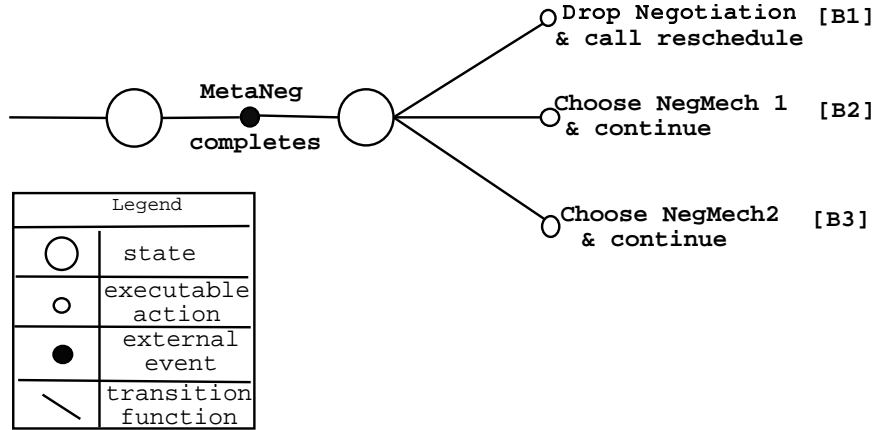 Drop Negotiation [B1]
& call reschedule
MetaNeg
completes
Choose NegMech 1 [B2]
& continue
Choose NegMech2 [B3]
& continue
Legend
state
executable
action
external
event
transition
function